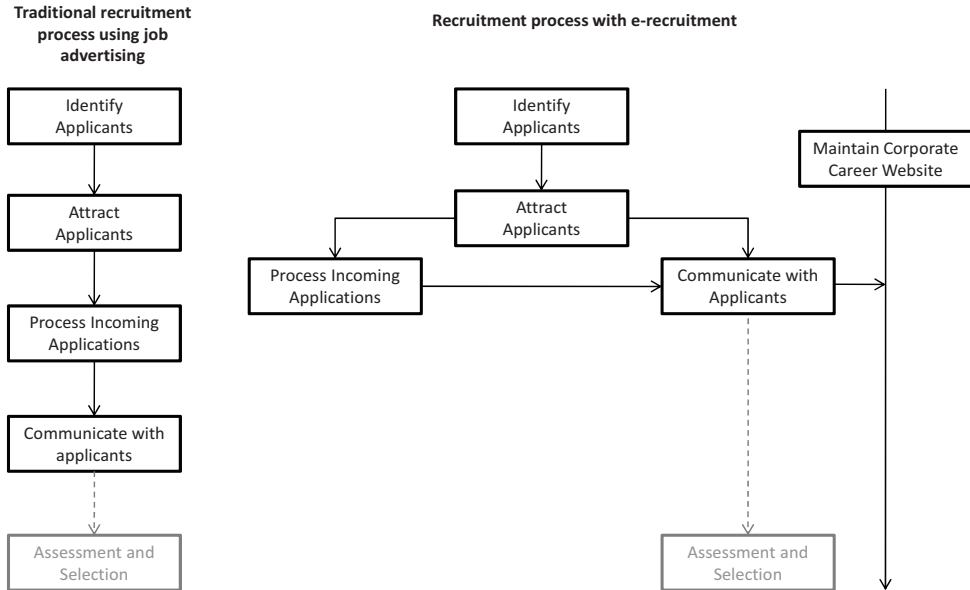 Traditional recruitment
process using job
advertising
Identify
Applicants
Attract
Applicants
Process Incoming
Applications
Communicate with
applicants
Assessment and
Selection
Recruitment process with e-recruitment
Identify
Applicants
Maintain Corporate
Career Website
Attract
Applicants
Process Incoming
Applications
Communicate with
Applicants
Assessment and
Selection